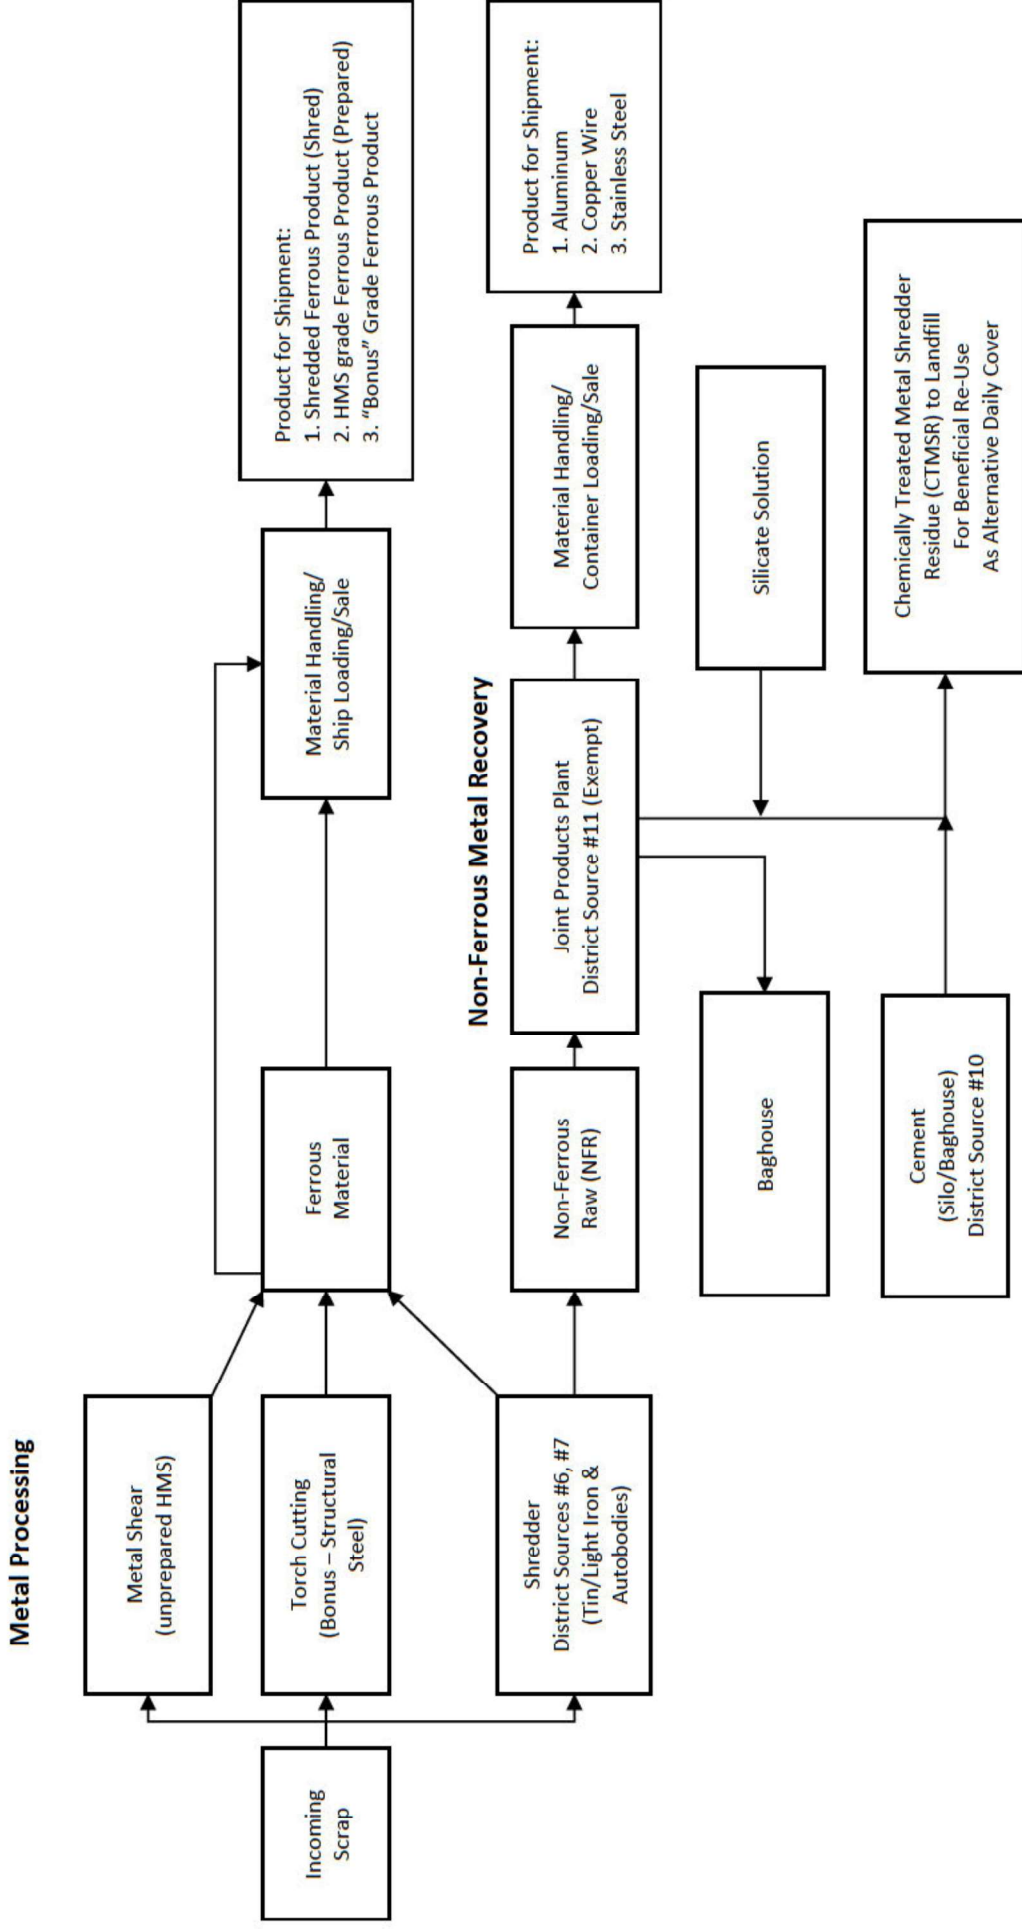 Metal Processing
Incoming
Scrap
Metal Shear
(unprepared HMS)
Torch Cutting
(Bonus – Structural
Steel)
Shredder
District Sources #6, #7
(Tin/Light Iron &
Autobodies)
Ferrous
Material
Material Handling/
Ship Loading/Sale
Product for Shipment:
1. Shredded Ferrous Product (Shred)
2. HMS grade Ferrous Product (Prepared)
3. “Bonus” Grade Ferrous Product
Non-Ferrous Metal Recovery
Non-Ferrous
Raw (NFR)
Joint Products Plant
District Source #11 (Exempt)
Material Handling/
Container Loading/Sale
Product for Shipment:
1. Aluminum
2. Copper Wire
3. Stainless Steel
Baghouse
Silicate Solution
Cement
(Silo/Baghouse)
District Source #10
Chemically Treated Metal Shredder
Residue (CTMSR) to Landfill
For Beneficial Re-Use
As Alternative Daily Cover